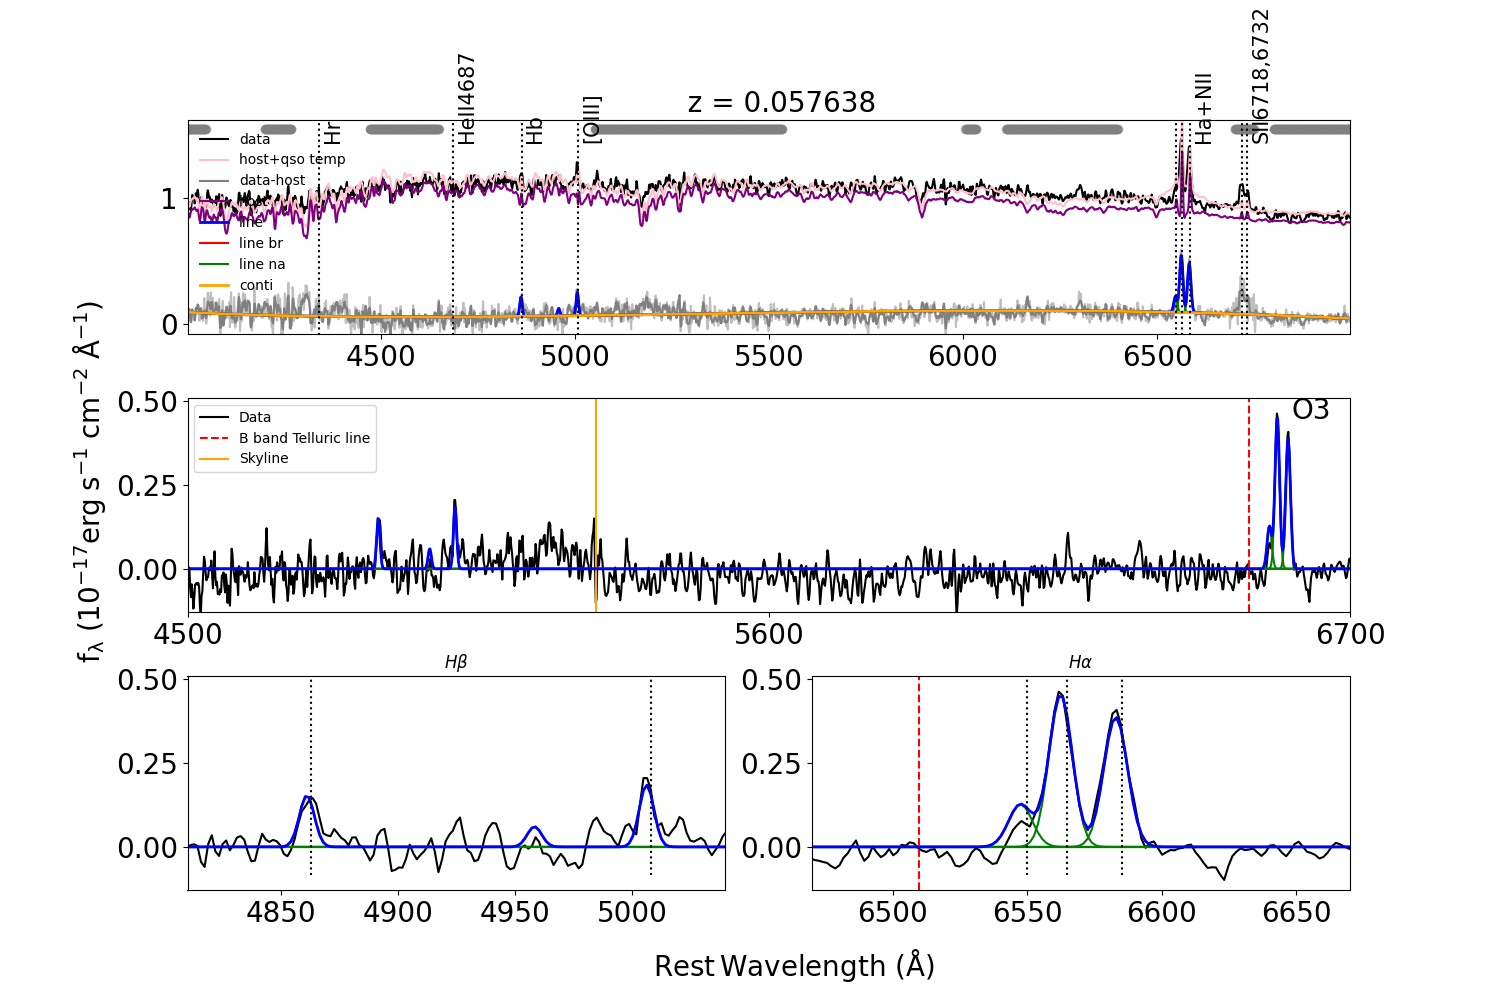 z = 0.057638
Hr
HeII4687
Hb
[OIII]
Ha+NII
SII6718,6732
data
host+qso temp
data-host
line
line br
line na
conti
1
0
4500 5000 5500 6000 6500
fλ (10⁻¹⁷erg s⁻¹ cm⁻² Å⁻¹)
O3
Data
B band Telluric line
Skyline
0.50
0.25
0.00
4500 5600 6700
Hβ
0.50
0.25
0.00
4850 4900 4950 5000
Hα
0.50
0.25
0.00
6500 6550 6600 6650
Rest Wavelength (Å)